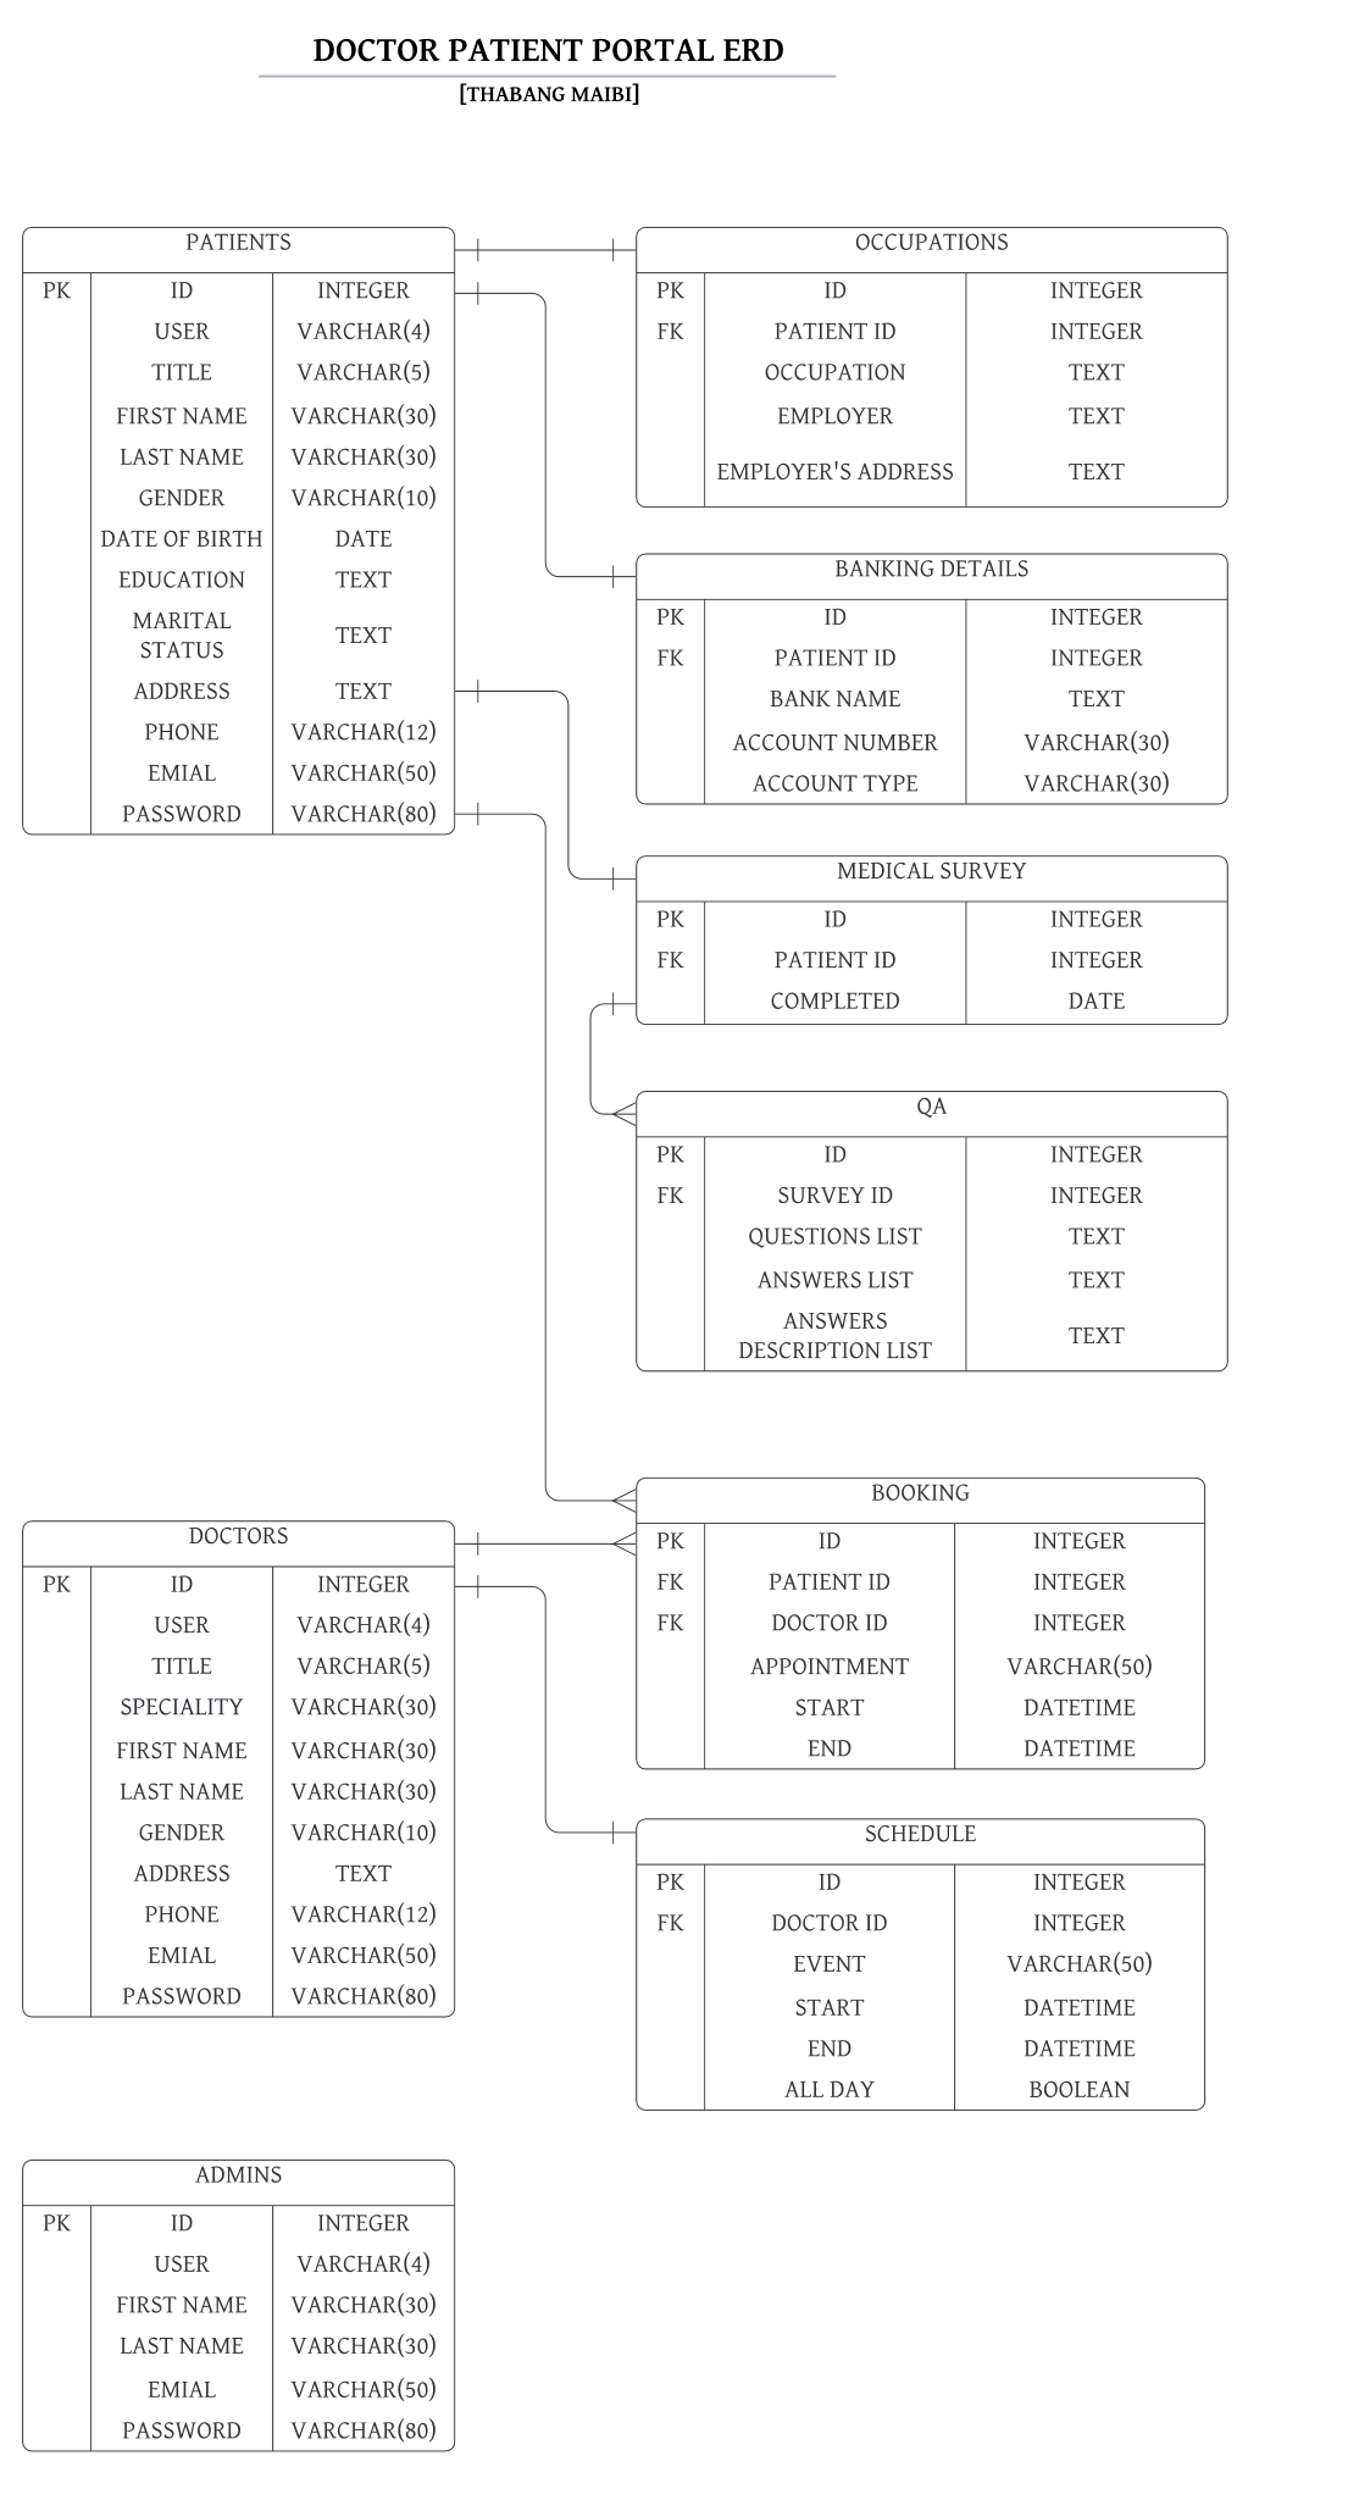 DOCTOR PATIENT PORTAL ERD
[THABANG MAIBI]
PATIENTS
PK ID INTEGER
USER VARCHAR(4)
TITLE VARCHAR(5)
FIRST NAME VARCHAR(30)
LAST NAME VARCHAR(30)
GENDER VARCHAR(10)
DATE OF BIRTH DATE
EDUCATION TEXT
MARITAL
STATUS TEXT
ADDRESS TEXT
PHONE VARCHAR(12)
EMIAL VARCHAR(50)
PASSWORD VARCHAR(80)
OCCUPATIONS
PK ID INTEGER
FK PATIENT ID INTEGER
OCCUPATION TEXT
EMPLOYER TEXT
EMPLOYER'S ADDRESS TEXT
BANKING DETAILS
PK ID INTEGER
FK PATIENT ID INTEGER
BANK NAME TEXT
ACCOUNT NUMBER VARCHAR(30)
ACCOUNT TYPE VARCHAR(30)
MEDICAL SURVEY
PK ID INTEGER
FK PATIENT ID INTEGER
COMPLETED DATE
QA
PK ID INTEGER
FK SURVEY ID INTEGER
QUESTIONS LIST TEXT
ANSWERS LIST TEXT
ANSWERS
DESCRIPTION LIST TEXT
BOOKING
PK ID INTEGER
FK PATIENT ID INTEGER
FK DOCTOR ID INTEGER
APPOINTMENT VARCHAR(50)
START DATETIME
END DATETIME
DOCTORS
PK ID INTEGER
USER VARCHAR(4)
TITLE VARCHAR(5)
SPECIALITY VARCHAR(30)
FIRST NAME VARCHAR(30)
LAST NAME VARCHAR(30)
GENDER VARCHAR(10)
ADDRESS TEXT
PHONE VARCHAR(12)
EMIAL VARCHAR(50)
PASSWORD VARCHAR(80)
SCHEDULE
PK ID INTEGER
FK DOCTOR ID INTEGER
EVENT VARCHAR(50)
START DATETIME
END DATETIME
ALL DAY BOOLEAN
ADMINS
PK ID INTEGER
USER VARCHAR(4)
FIRST NAME VARCHAR(30)
LAST NAME VARCHAR(30)
EMIAL VARCHAR(50)
PASSWORD VARCHAR(80)